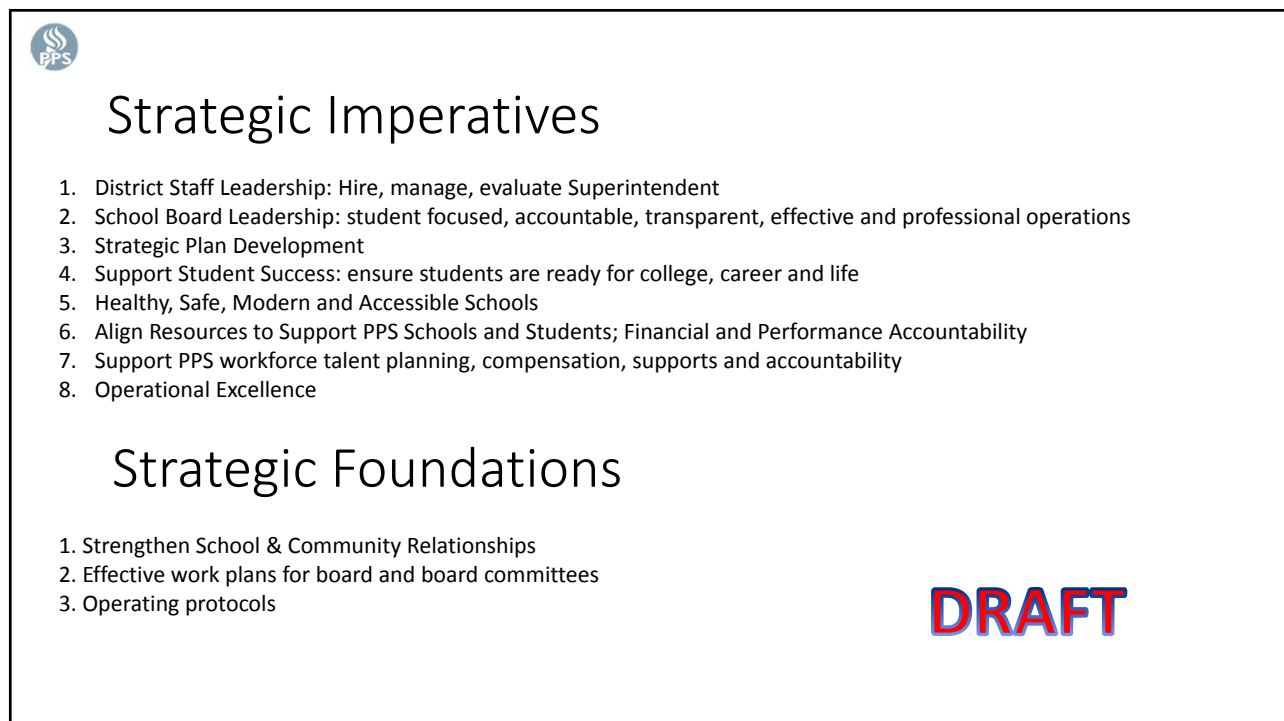 PPS
Strategic Imperatives
1. District Staff Leadership: Hire, manage, evaluate Superintendent
2. School Board Leadership: student focused, accountable, transparent, effective and professional operations
3. Strategic Plan Development
4. Support Student Success: ensure students are ready for college, career and life
5. Healthy, Safe, Modern and Accessible Schools
6. Align Resources to Support PPS Schools and Students; Financial and Performance Accountability
7. Support PPS workforce talent planning, compensation, supports and accountability
8. Operational Excellence
Strategic Foundations
1. Strengthen School & Community Relationships
2. Effective work plans for board and board committees
3. Operating protocols
DRAFT